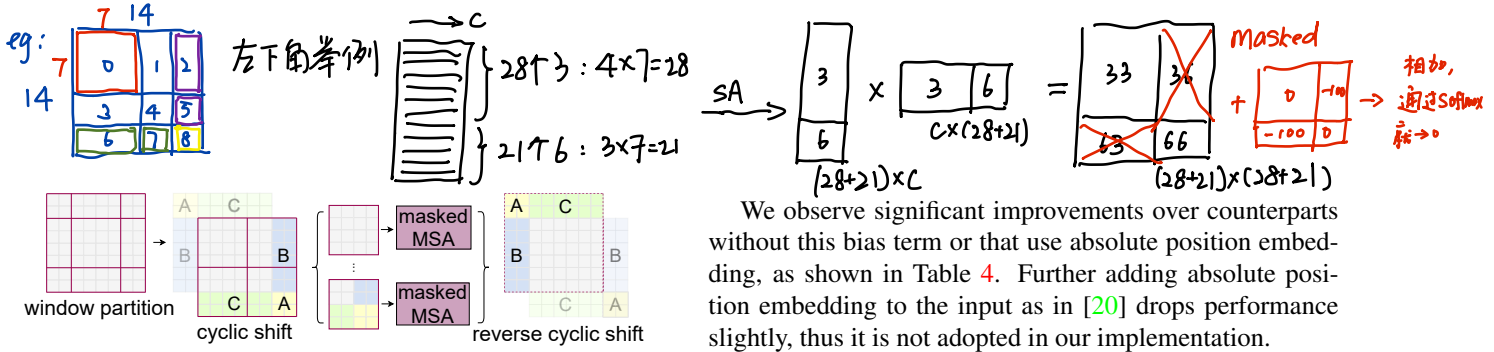 eg:
7 14
7
14
0 1 2
3 4 5
6 7 8
左下角举例
C
28个3：4×7=28
21个6：3×7=21
SA
3
6
(28+21)×C
×
3 6
C×(28+21)
=
33 36
63 66
(28+21)×(28+21)
masked
+
0 -100
-100 0
相加,
通过Softmax
就→0
window partition
A C
B
B
C A
cyclic shift
masked
MSA
...
masked
MSA
A C
B
B
C A
reverse cyclic shift
We observe significant improvements over counterparts
without this bias term or that use absolute position embed-
ding, as shown in Table 4. Further adding absolute posi-
tion embedding to the input as in [20] drops performance
slightly, thus it is not adopted in our implementation.